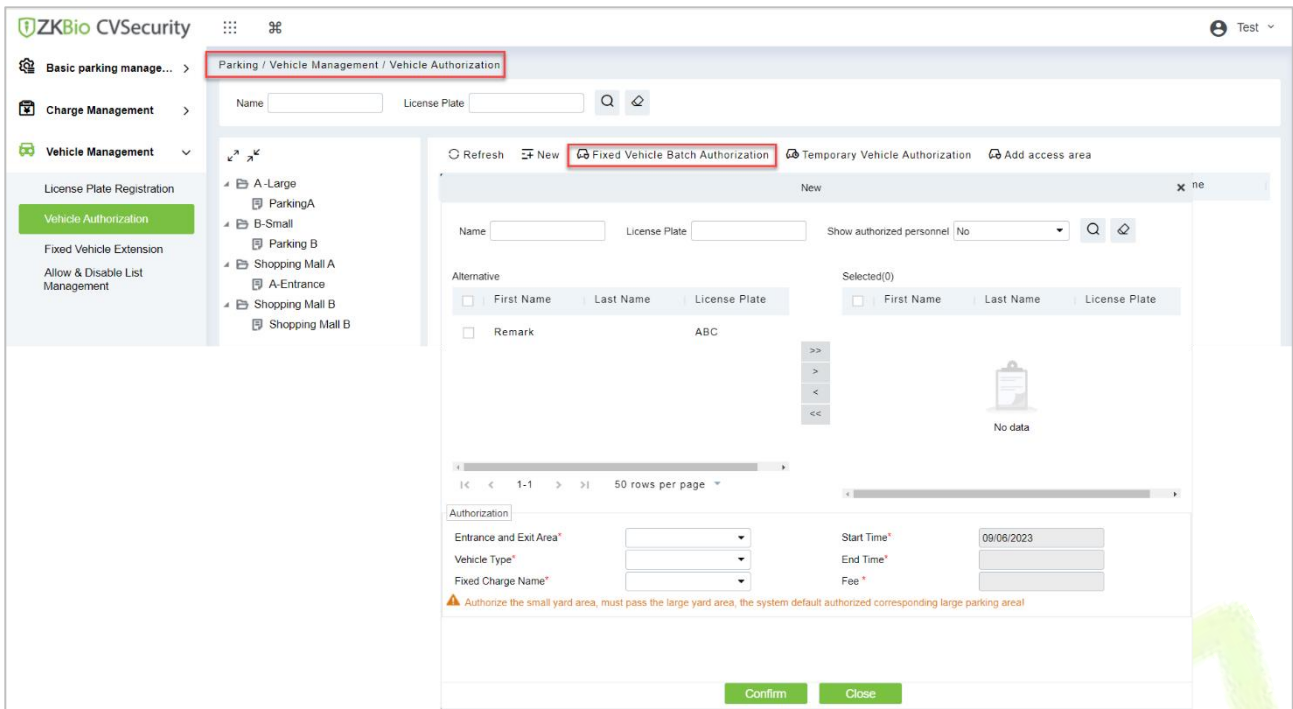 ZKBio CVSecurity
Test
Basic parking manage...
Parking / Vehicle Management / Vehicle Authorization
Charge Management
Name License Plate
Vehicle Management
Refresh New Fixed Vehicle Batch Authorization Temporary Vehicle Authorization Add access area
License Plate Registration
Vehicle Authorization
Fixed Vehicle Extension
Allow & Disable List
Management
A-Large
ParkingA
B-Small
Parking B
Shopping Mall A
A-Entrance
Shopping Mall B
Shopping Mall B
New × me
Name License Plate Show authorized personnel No
Alternative Selected(0)
First Name Last Name License Plate First Name Last Name License Plate
Remark ABC
>>
>
<
<<
No data
|< < 1-1 > >| 50 rows per page
Authorization
Entrance and Exit Area* Start Time* 09/06/2023
Vehicle Type* End Time*
Fixed Charge Name* Fee *
Authorize the small yard area, must pass the large yard area, the system default authorized corresponding large parking area!
Confirm Close